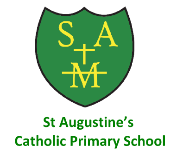 S A
M
St Augustine's
Catholic Primary School